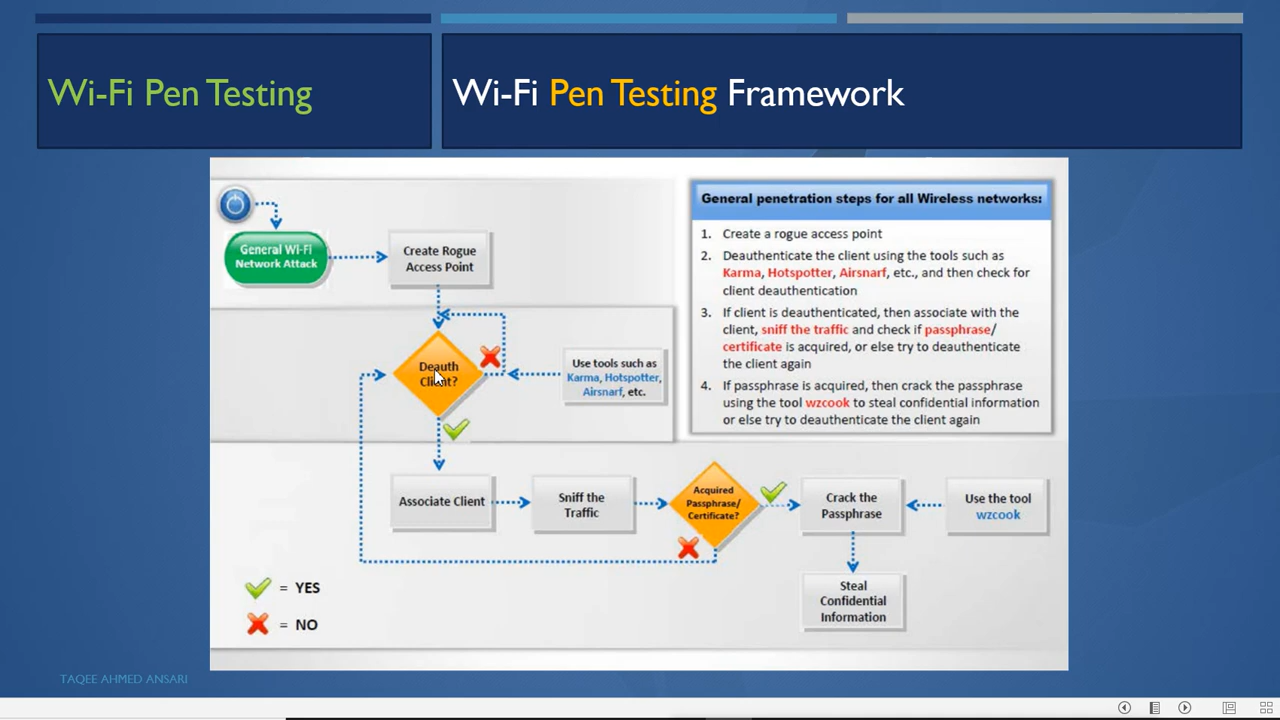 Wi-Fi Pen Testing
Wi-Fi Pen Testing Framework
General Wi-Fi
Network Attack
Create Rogue
Access Point
Deauth
Client?
Use tools such as
Karma, Hotspotter,
Airsnarf, etc.
Associate Client
Sniff the
Traffic
Acquired
Passphrase/
Certificate?
Crack the
Passphrase
Use the tool
wzcook
Steal
Confidential
Information
= YES
= NO
General penetration steps for all Wireless networks:
1. Create a rogue access point
2. Deauthenticate the client using the tools such as
Karma, Hotspotter, Airsnarf, etc., and then check for
client deauthentication
3. If client is deauthenticated, then associate with the
client, sniff the traffic and check if passphrase/
certificate is acquired, or else try to deauthenticate
the client again
4. If passphrase is acquired, then crack the passphrase
using the tool wzcook to steal confidential information
or else try to deauthenticate the client again
TAQEE AHMED ANSARI